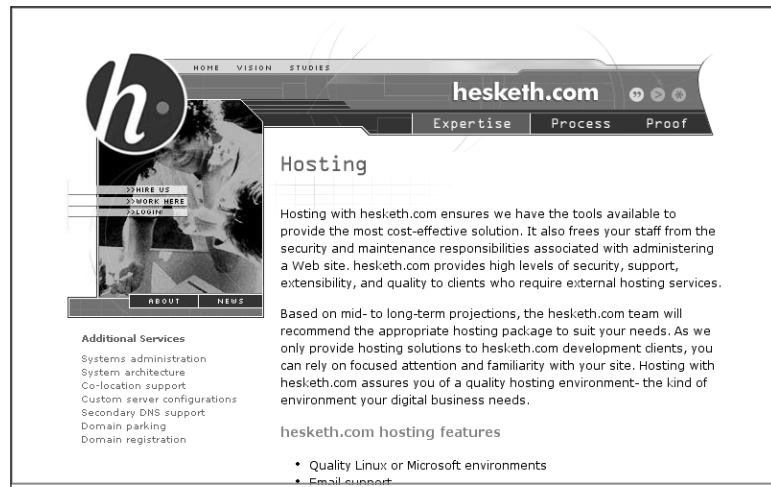 HOME VISION STUDIES
h
hesketh.com
Expertise Process Proof
>>HIRE US
>>WORK HERE
>>LOGIN
ABOUT NEWS
Additional Services
Systems administration
System architecture
Co-location support
Custom server configurations
Secondary DNS support
Domain parking
Domain registration
Hosting
Hosting with hesketh.com ensures we have the tools available to
provide the most cost-effective solution. It also frees your staff from the
security and maintenance responsibilities associated with administering
a Web site. hesketh.com provides high levels of security, support,
extensibility, and quality to clients who require external hosting services.
Based on mid- to long-term projections, the hesketh.com team will
recommend the appropriate hosting package to suit your needs. As we
only provide hosting solutions to hesketh.com development clients, you
can rely on focused attention and familiarity with your site. Hosting with
hesketh.com assures you of a quality hosting environment- the kind of
environment your digital business needs.
hesketh.com hosting features
• Quality Linux or Microsoft environments
• Email support